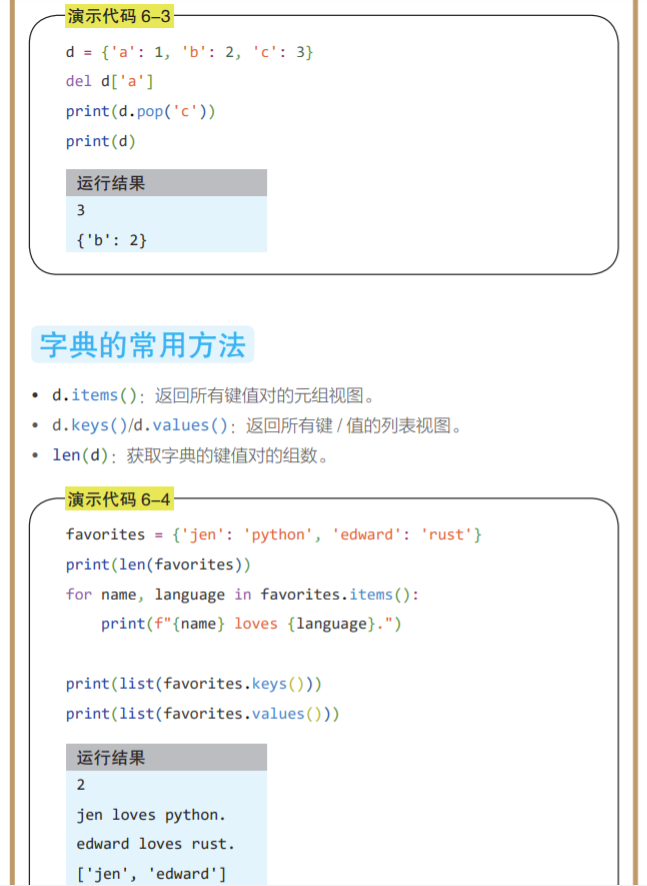 演示代码 6–3
d = {'a': 1, 'b': 2, 'c': 3}
del d['a']
print(d.pop('c'))
print(d)
运行结果
3
{'b': 2}
字典的常用方法
• d.items()：返回所有键值对的元组视图。
• d.keys()/d.values()：返回所有键 / 值的列表视图。
• len(d)：获取字典的键值对的组数。
演示代码 6–4
favorites = {'jen': 'python', 'edward': 'rust'}
print(len(favorites))
for name, language in favorites.items():
    print(f"{name} loves {language}.")
print(list(favorites.keys()))
print(list(favorites.values()))
运行结果
2
jen loves python.
edward loves rust.
['jen', 'edward']